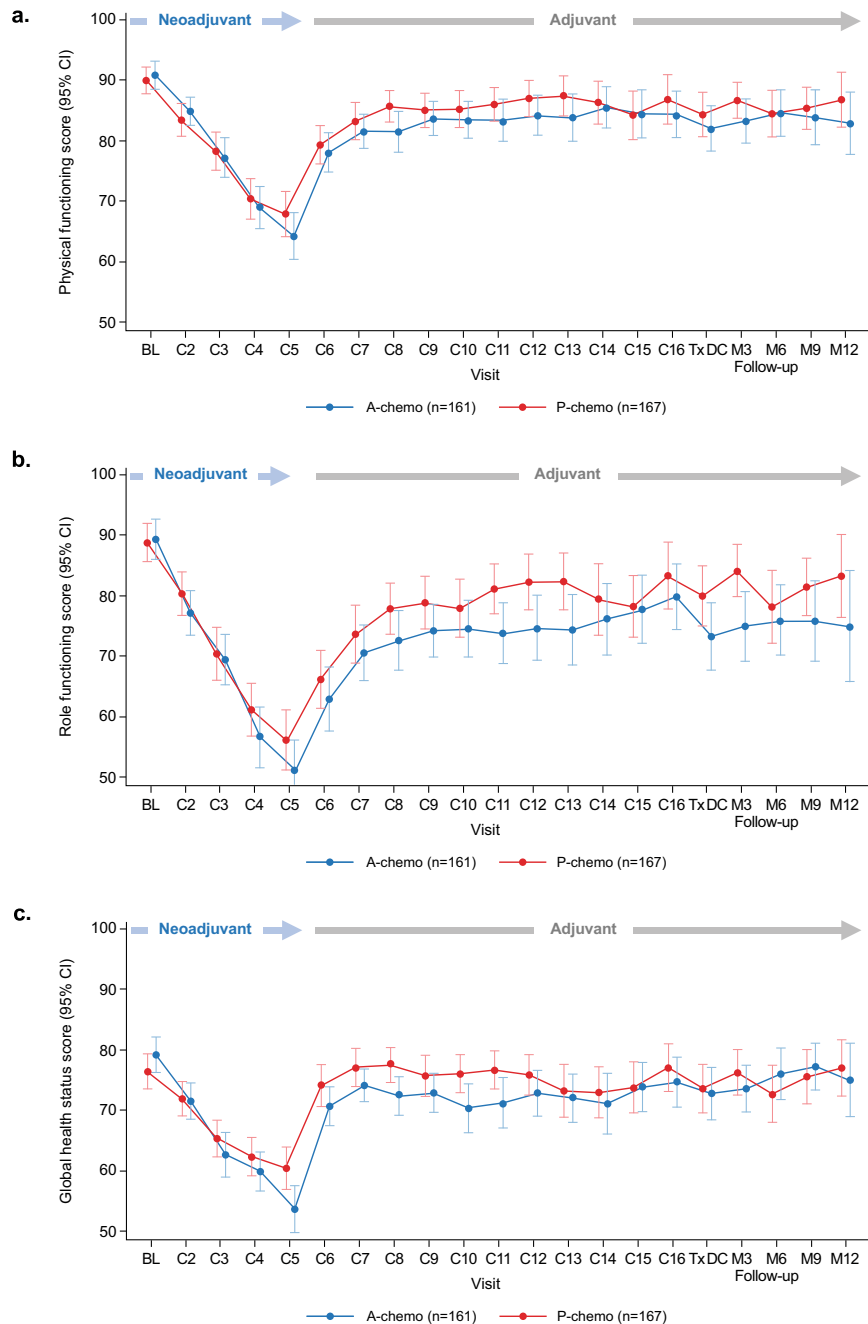 a.
Neoadjuvant
Adjuvant
Physical functioning score (95% CI)
100
90
80
70
60
50
BL C2 C3 C4 C5 C6 C7 C8 C9 C10 C11 C12 C13 C14 C15 C16 Tx DC M3 M6 M9 M12
Follow-up
Visit
A-chemo (n=161) P-chemo (n=167)
b.
Neoadjuvant
Adjuvant
Role functioning score (95% CI)
100
90
80
70
60
50
BL C2 C3 C4 C5 C6 C7 C8 C9 C10 C11 C12 C13 C14 C15 C16 Tx DC M3 M6 M9 M12
Follow-up
Visit
A-chemo (n=161) P-chemo (n=167)
c.
Neoadjuvant
Adjuvant
Global health status score (95% CI)
100
90
80
70
60
50
BL C2 C3 C4 C5 C6 C7 C8 C9 C10 C11 C12 C13 C14 C15 C16 Tx DC M3 M6 M9 M12
Follow-up
Visit
A-chemo (n=161) P-chemo (n=167)